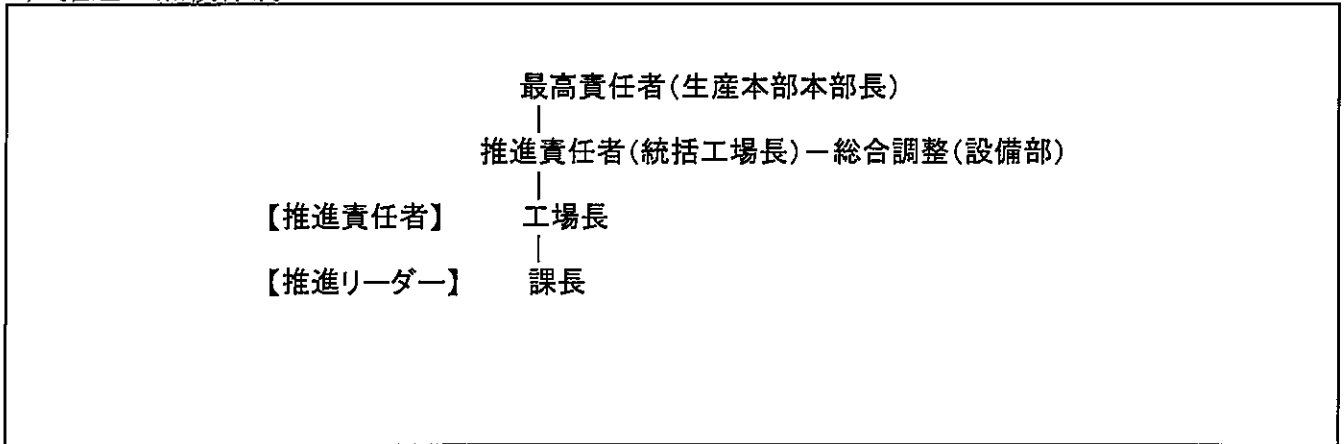 最高責任者(生産本部本部長)
推進責任者(統括工場長)－総合調整(設備部)
【推進責任者】 工場長
【推進リーダー】 課長